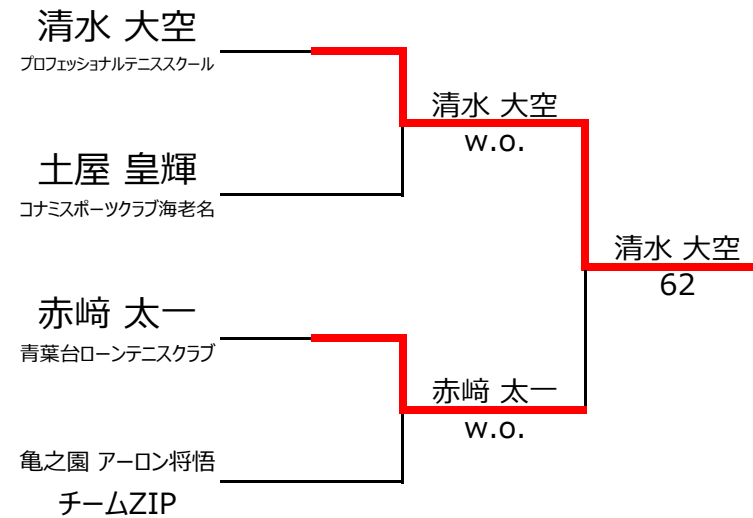 清水 大空
プロフェッショナルテニススクール
土屋 皇輝
コナミスポーツクラブ海老名
赤﨑 太一
青葉台ローンテニスクラブ
亀之園 アーロン将悟
チームZIP
清水 大空
w.o.
赤﨑 太一
w.o.
清水 大空
62